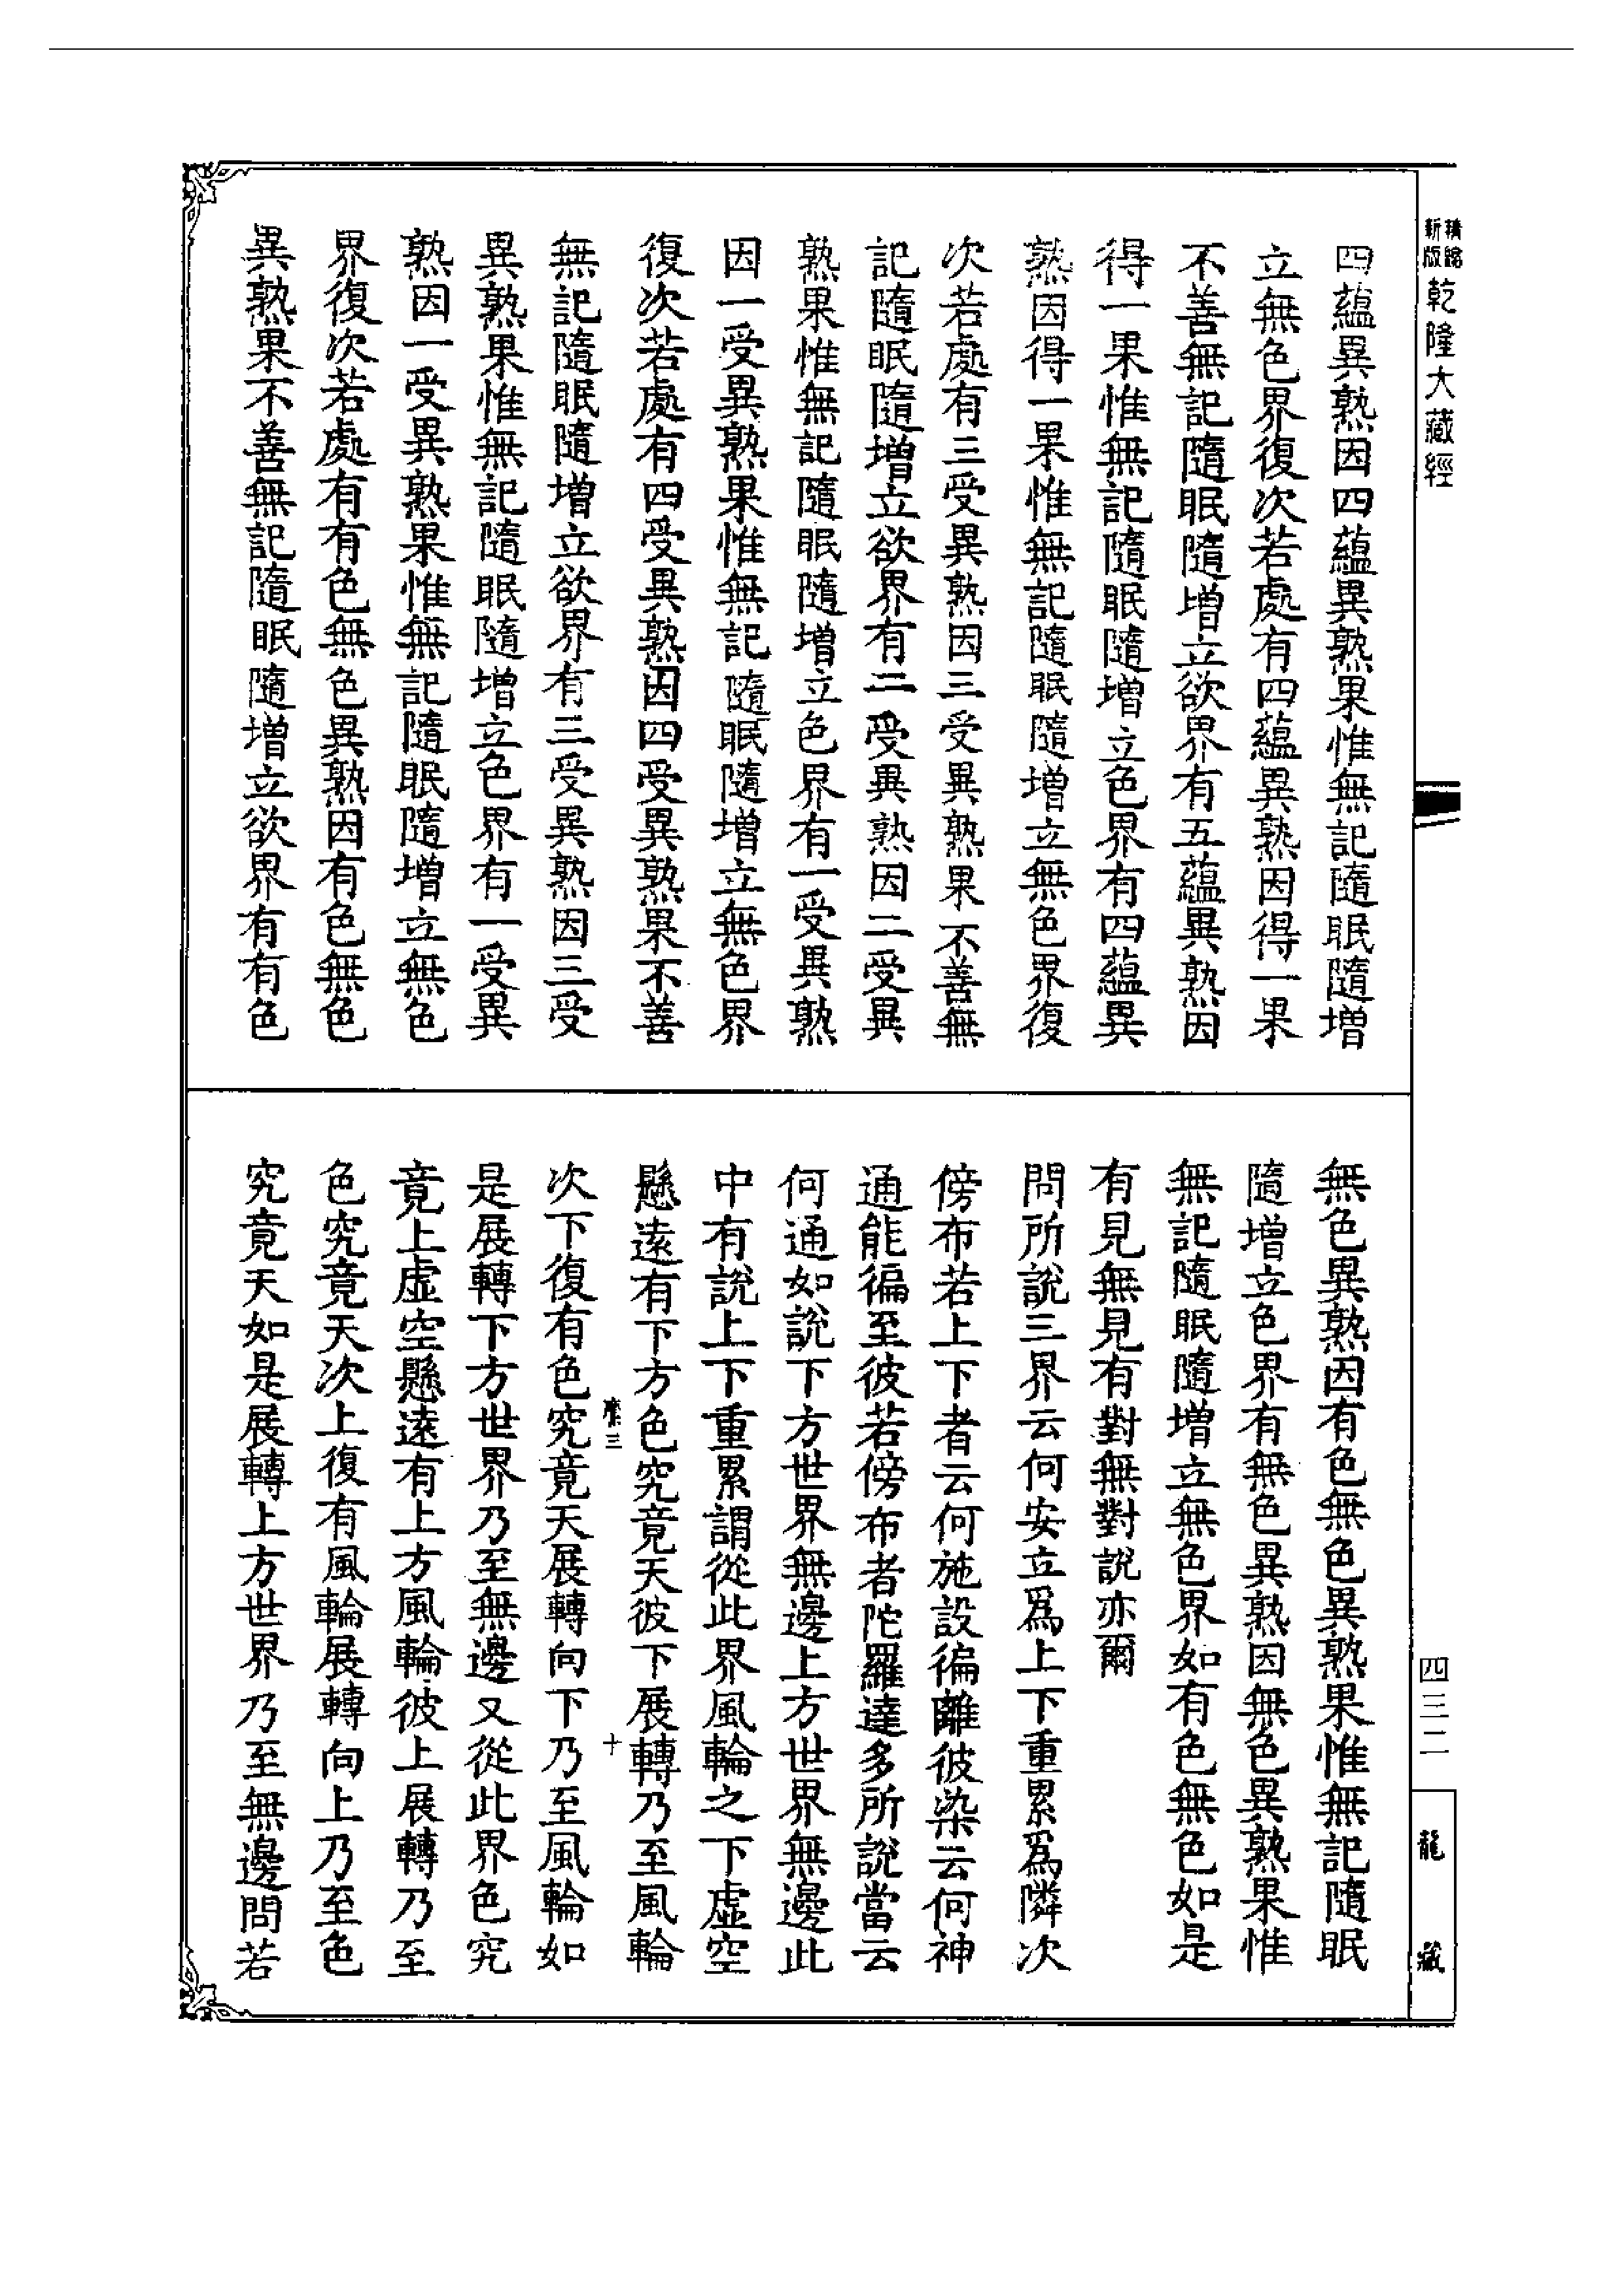 新版精縮乾隆大藏經
四蘊異熟因四蘊異熟果惟無記隨眠隨增
立無色界復次若處有四蘊異熟因得一果
不善無記隨眠隨增立欲界有五蘊異熟因
得一果惟無記隨眠隨增立色界有四蘊異
熟因得一果惟無記隨眠隨增立無色界復
次若處有三受異熟因三受異熟果不善無
記隨眠隨增立欲界有二受異熟因二受異
熟果惟無記隨眠隨增立色界有一受異熟
因一受異熟果惟無記隨眠隨增立無色界
復次若處有四受異熟因四受異熟果不善
無記隨眠隨增立欲界有三受異熟因三受
異熟果惟無記隨眠隨增立色界有一受異
熟因一受異熟果惟無記隨眠隨增立無色
界復次若處有有色無色異熟因有色無色
異熟果不善無記隨眠隨增立欲界有有色
無色異熟因有色無色異熟果惟無記隨眠
隨增立色界有無色異熟因無色異熟果惟
無記隨眠隨增立無色界如有色無色如是
有見無見有對無對說亦爾
問所說三界云何安立爲上下重累爲隣次
傍布若上下者云何施設徧離彼染云何神
通能徧至彼若傍布者陀羅達多所說當云
何通如說下方世界無邊上方世界無邊此
中有說上下重累謂從此界風輪之下虛空
懸遠有下方色究竟天彼下展轉乃至風輪
次下復有色究竟天展轉向下乃至風輪如
是展轉下方世界乃至無邊又從此界色究
竟上虛空懸遠有上方風輪彼上展轉乃至
色究竟天次上復有風輪展轉向上乃至色
究竟天如是展轉上方世界乃至無邊問若
十
四三二
龍藏